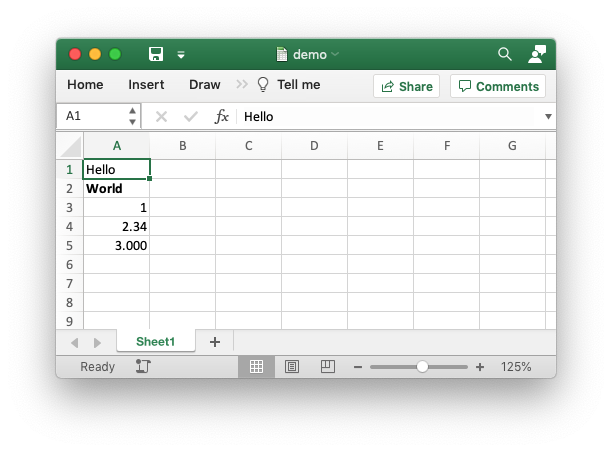 demo
Home Insert Draw Tell me Share Comments
A1 fx Hello
A B C D E F G
1 Hello
2 World
3 1
4 2.34
5 3.000
6
7
8
9
Sheet1 +
Ready - + 125%